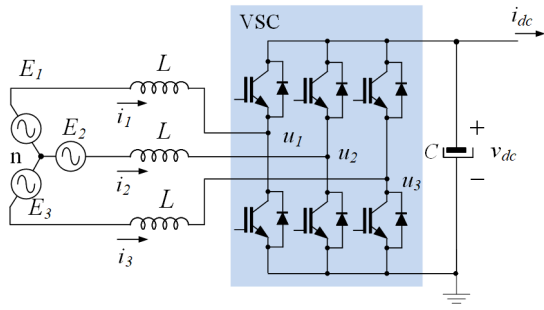 VSC
i_dc
E_1
L
i_1
u_1
E_2
L
n
u_2
C
+
v_dc
−
i_2
E_3
L
u_3
i_3